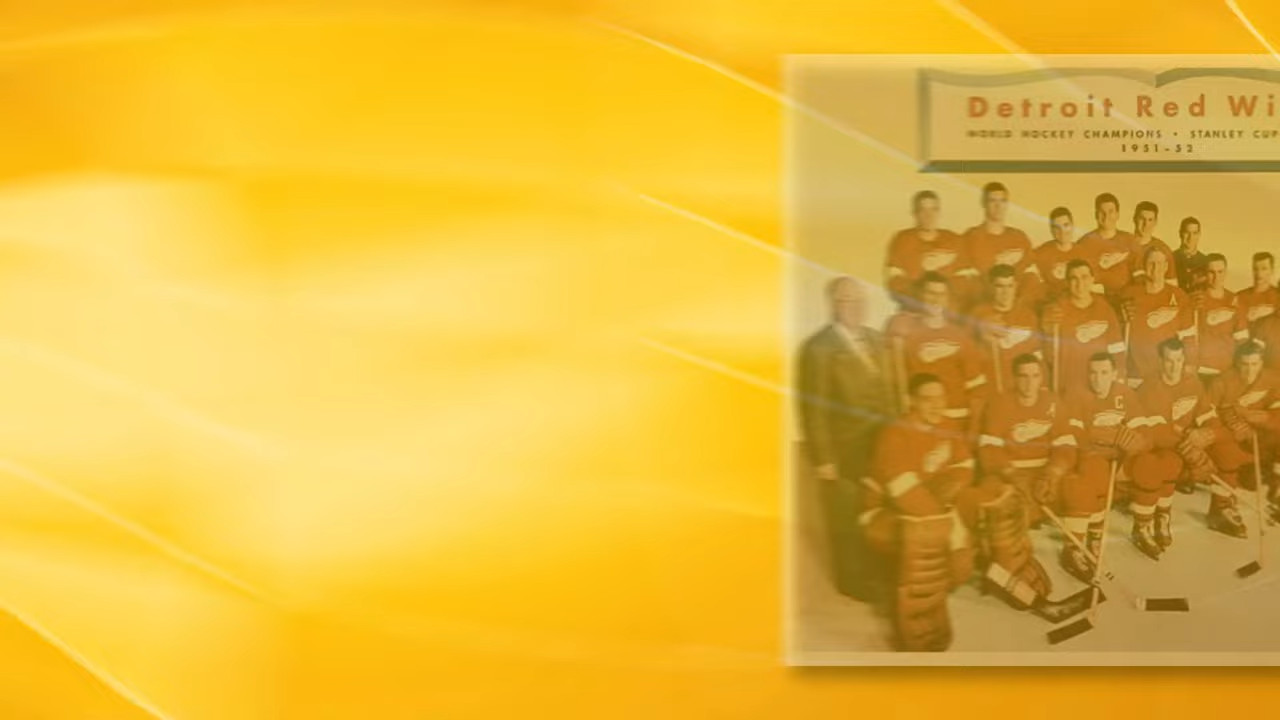 Detroit Red Wi
WORLD HOCKEY CHAMPIONS • STANLEY CUP
1951-52
A
A
C